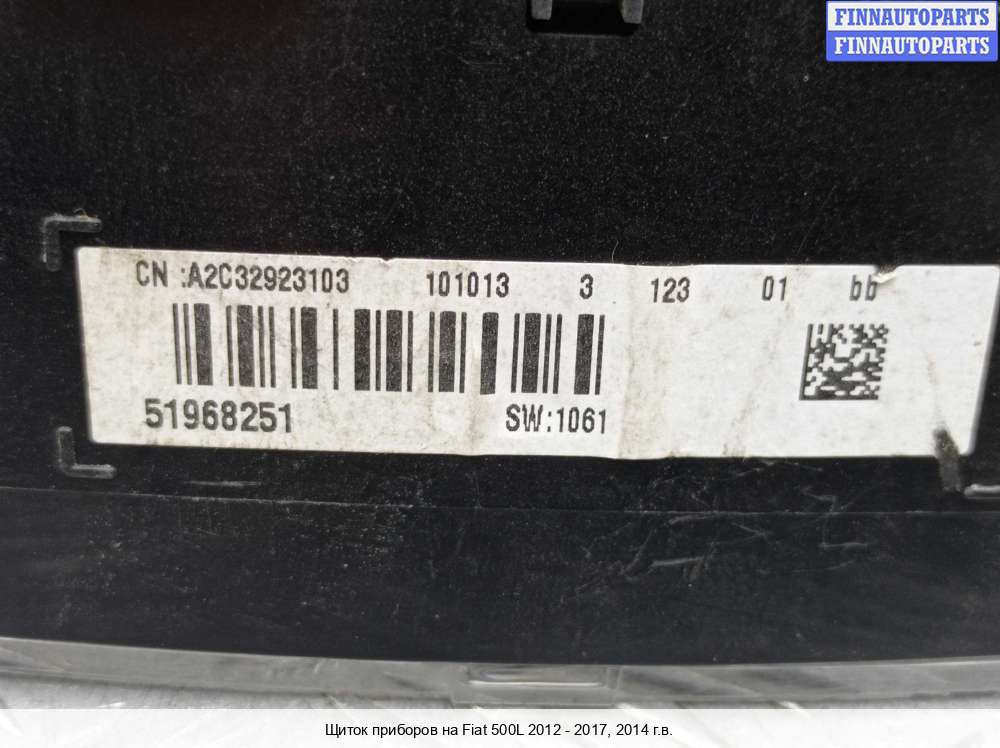 FINNAUTOPARTS
FINNAUTOPARTS
CN :A2C32923103 101013 3 123 01 bb
51968251 SW:1061
Щиток приборов на Fiat 500L 2012 - 2017, 2014 г.в.